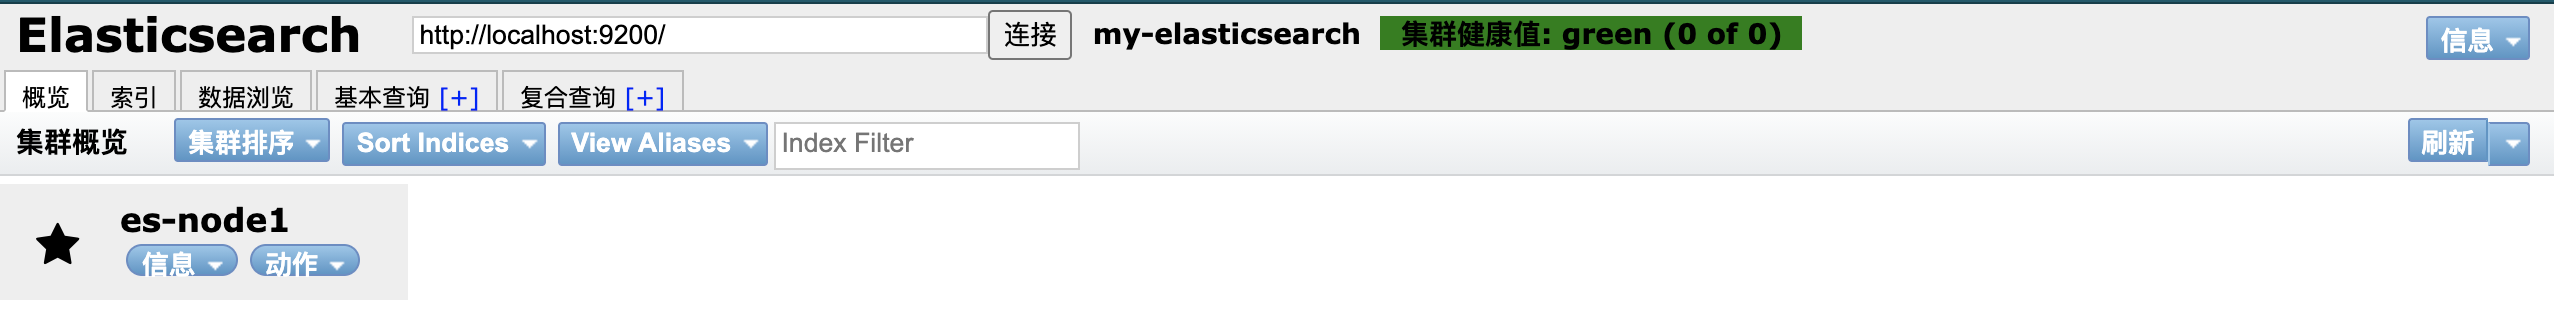 Elasticsearch http://localhost:9200/ 连接 my-elasticsearch 集群健康值: green (0 of 0) 信息
概览 索引 数据浏览 基本查询 [+] 复合查询 [+]
集群概览 集群排序 Sort Indices View Aliases Index Filter 刷新
es-node1
信息 动作